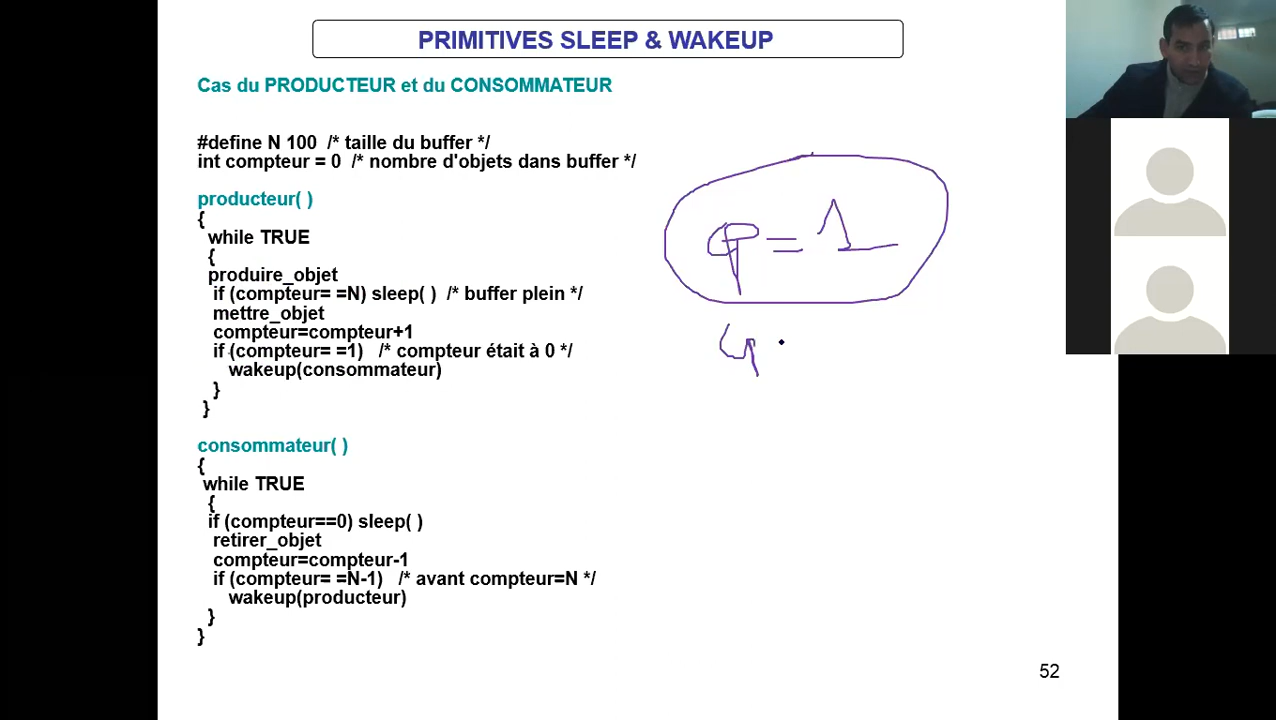 PRIMITIVES SLEEP & WAKEUP
Cas du PRODUCTEUR et du CONSOMMATEUR
#define N 100 /* taille du buffer */
int compteur = 0 /* nombre d'objets dans buffer */
producteur( )
{
while TRUE
{
produire_objet
if (compteur= =N) sleep( ) /* buffer plein */
mettre_objet
compteur=compteur+1
if (compteur= =1) /* compteur était à 0 */
wakeup(consommateur)
}
}
consommateur( )
{
while TRUE
{
if (compteur==0) sleep( )
retirer_objet
compteur=compteur-1
if (compteur= =N-1) /* avant compteur=N */
wakeup(producteur)
}
}
= 1
52